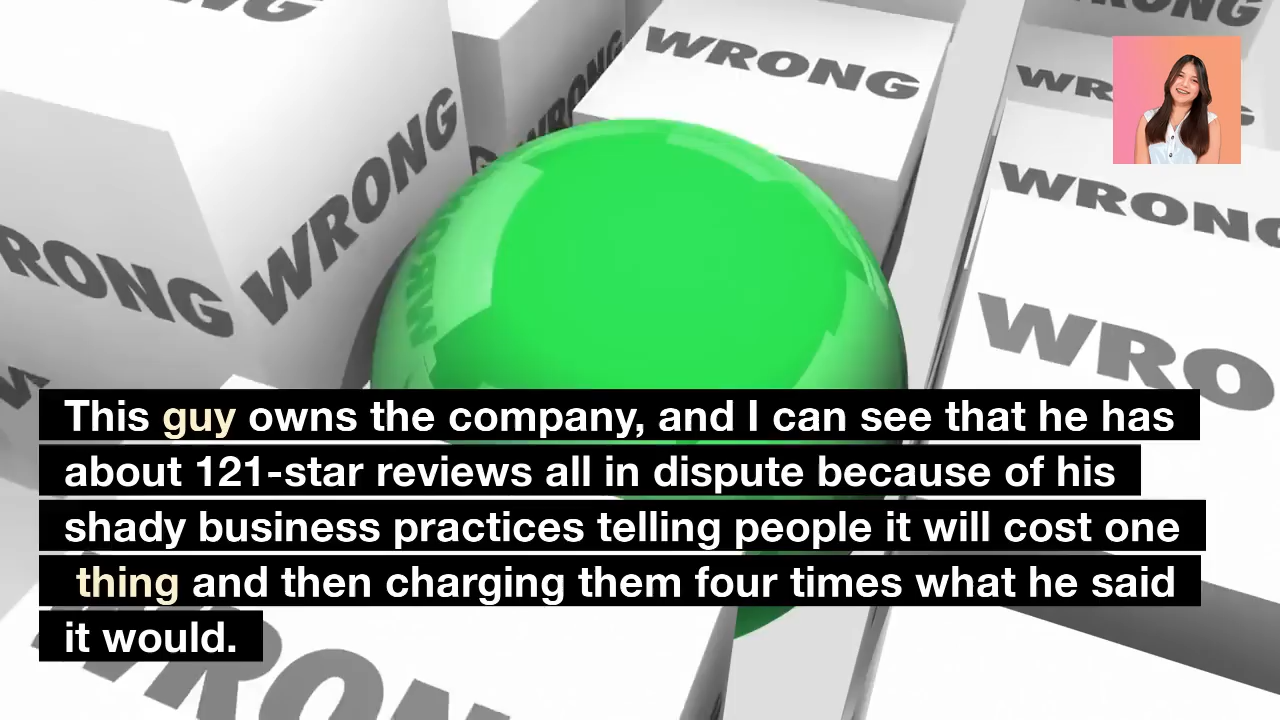 WRONG
WRONG
WRONG
WRONG
WRONG
WRONG
This guy owns the company, and I can see that he has
about 121-star reviews all in dispute because of his
shady business practices telling people it will cost one
thing and then charging them four times what he said
it would.